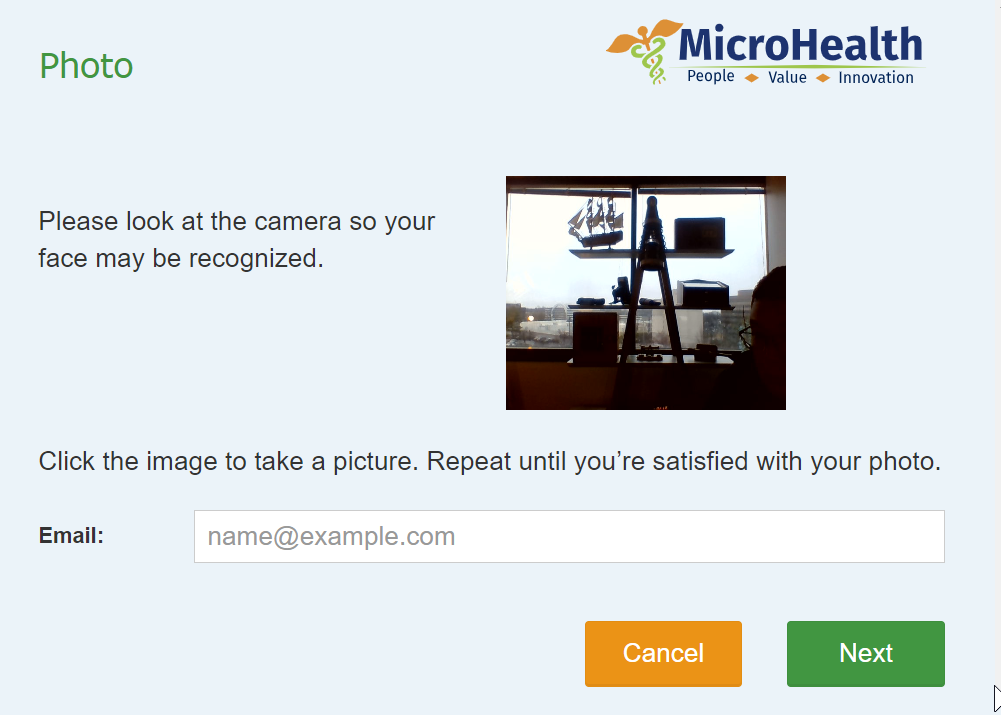 Photo
MicroHealth
People Value Innovation
Please look at the camera so your
face may be recognized.
Click the image to take a picture. Repeat until you’re satisfied with your photo.
Email: name@example.com
Cancel Next